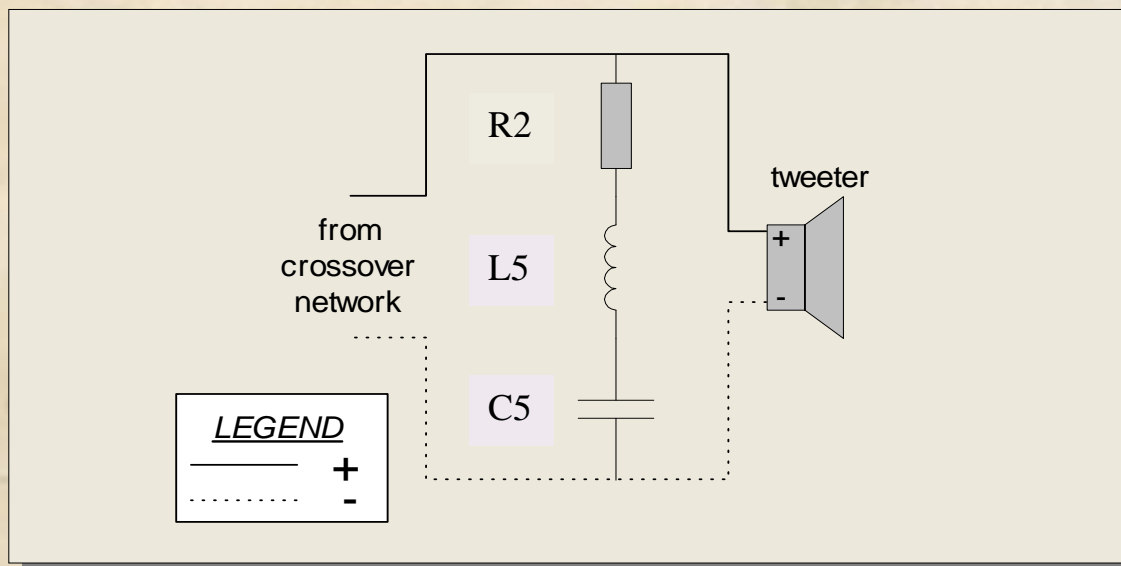 R2
tweeter
+
from
crossover
network
L5
-
C5
LEGEND
+
-